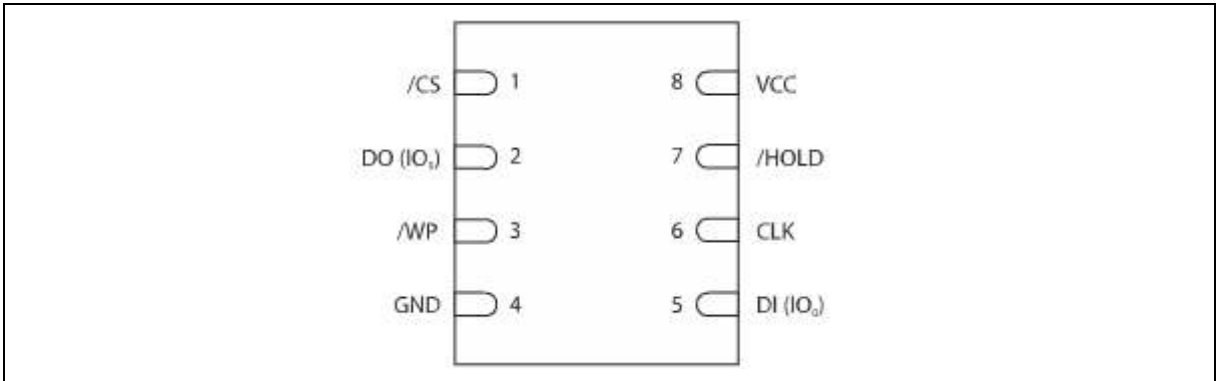 /CS 1 8 VCC
DO (IO₁) 2 7 /HOLD
/WP 3 6 CLK
GND 4 5 DI (IO₀)